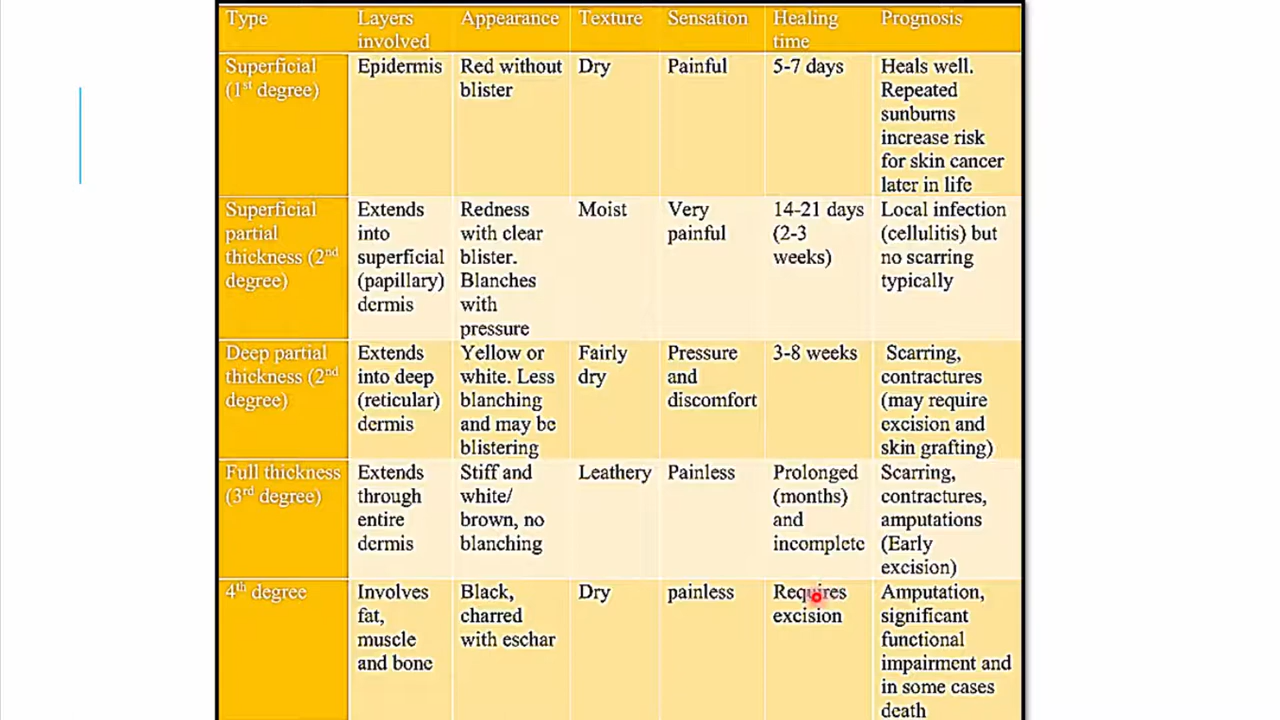 Type Layers involved Appearance Texture Sensation Healing time Prognosis
Superficial (1st degree) Epidermis Red without blister Dry Painful 5-7 days Heals well. Repeated sunburns increase risk for skin cancer later in life
Superficial partial thickness (2nd degree) Extends into superficial (papillary) dermis Redness with clear blister. Blanches with pressure Moist Very painful 14-21 days (2-3 weeks) Local infection (cellulitis) but no scarring typically
Deep partial thickness (2nd degree) Extends into deep (reticular) dermis Yellow or white. Less blanching and may be blistering Fairly dry Pressure and discomfort 3-8 weeks Scarring, contractures (may require excision and skin grafting)
Full thickness (3rd degree) Extends through entire dermis Stiff and white/ brown, no blanching Leathery Painless Prolonged (months) and incomplete Scarring, contractures, amputations (Early excision)
4th degree Involves fat, muscle and bone Black, charred with eschar Dry painless Requires excision Amputation, significant functional impairment and in some cases death